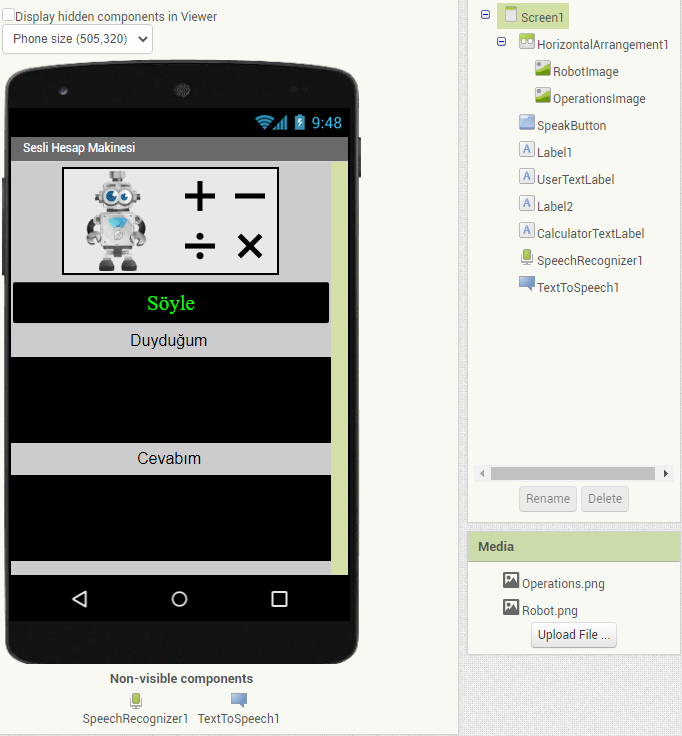 Display hidden components in Viewer
Phone size (505,320)
9:48
Sesli Hesap Makinesi
+ −
÷ ×
Söyle
Duyduğum
Cevabım
Non-visible components
SpeechRecognizer1 TextToSpeech1
Screen1
HorizontalArrangement1
RobotImage
OperationsImage
SpeakButton
Label1
UserTextLabel
Label2
CalculatorTextLabel
SpeechRecognizer1
TextToSpeech1
Rename Delete
Media
Operations.png
Robot.png
Upload File ...